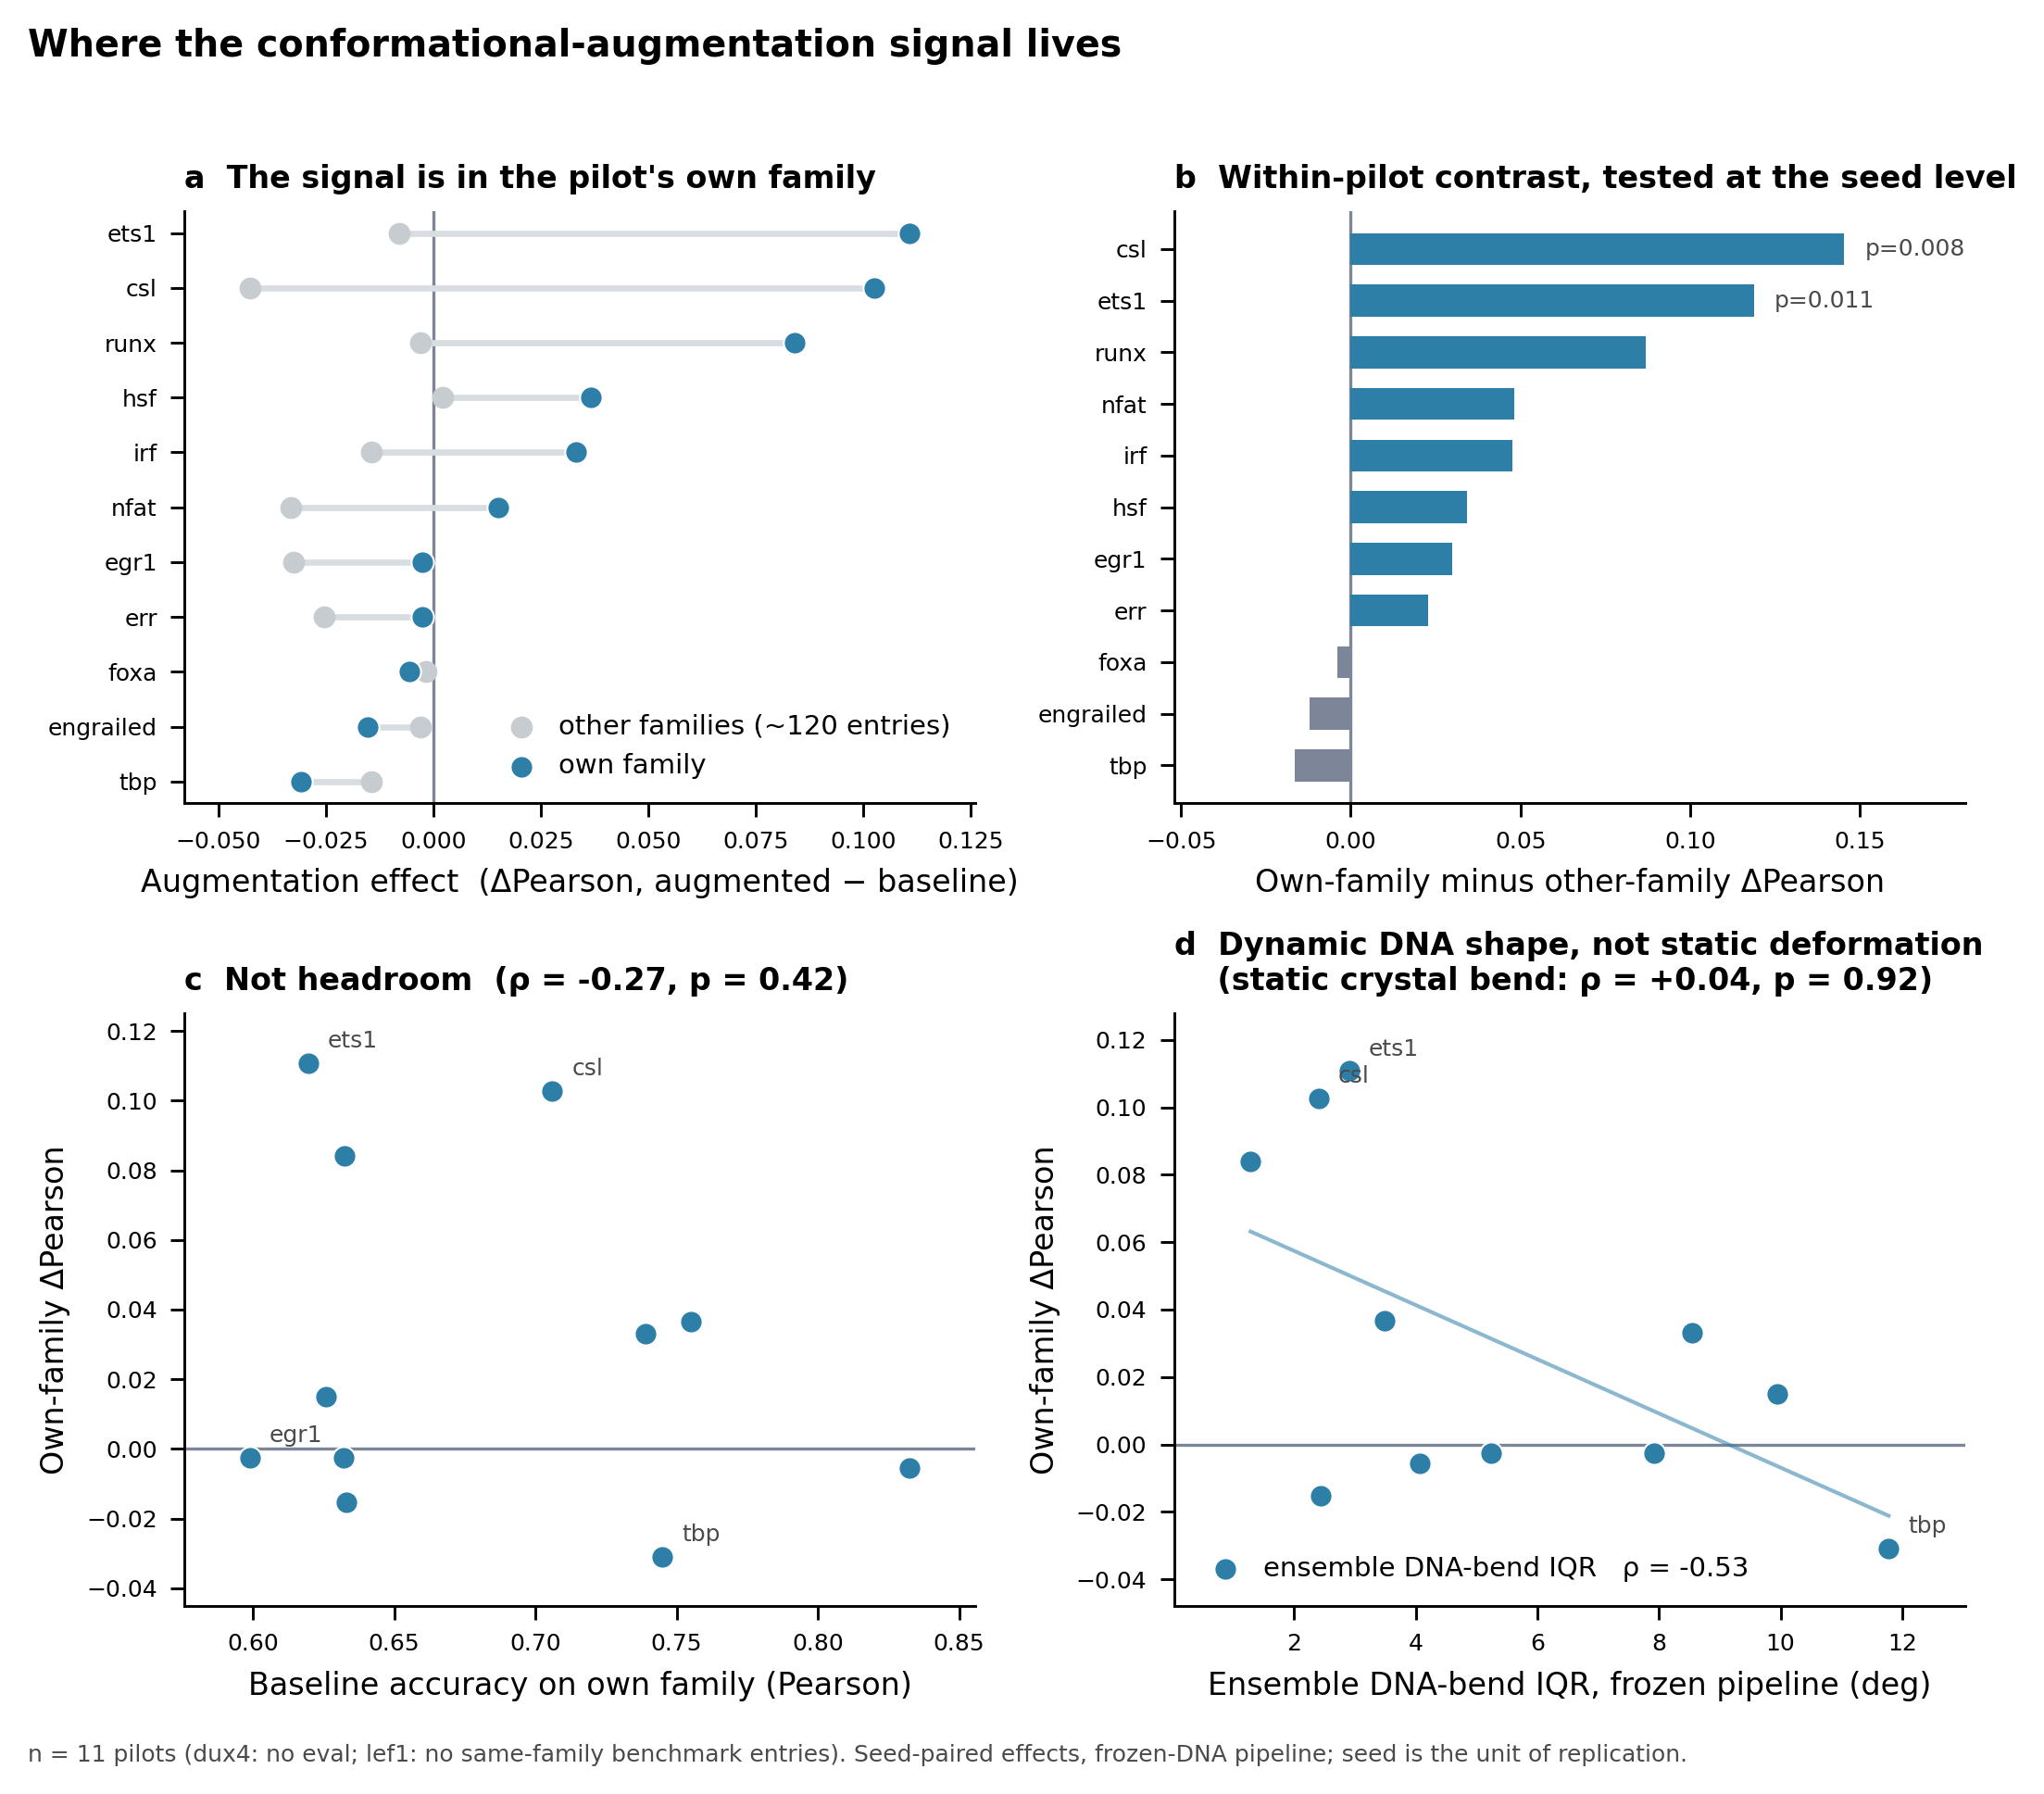 Where the conformational-augmentation signal lives
a The signal is in the pilot's own family
ets1
csl
runx
hsf
irf
nfat
egr1
err
foxa
engrailed
tbp
other families (~120 entries)
own family
−0.050 −0.025 0.000 0.025 0.050 0.075 0.100 0.125
Augmentation effect (ΔPearson, augmented − baseline)
b Within-pilot contrast, tested at the seed level
csl
p=0.008
ets1
p=0.011
runx
nfat
irf
hsf
egr1
err
foxa
engrailed
tbp
−0.05 0.00 0.05 0.10 0.15
Own-family minus other-family ΔPearson
c Not headroom (ρ = -0.27, p = 0.42)
Own-family ΔPearson
0.12
0.10
0.08
0.06
0.04
0.02
0.00
−0.02
−0.04
ets1
csl
egr1
tbp
0.60 0.65 0.70 0.75 0.80 0.85
Baseline accuracy on own family (Pearson)
d Dynamic DNA shape, not static deformation
(static crystal bend: ρ = +0.04, p = 0.92)
Own-family ΔPearson
0.12
0.10
0.08
0.06
0.04
0.02
0.00
−0.02
−0.04
ets1
csl
tbp
ensemble DNA-bend IQR ρ = -0.53
2 4 6 8 10 12
Ensemble DNA-bend IQR, frozen pipeline (deg)
n = 11 pilots (dux4: no eval; lef1: no same-family benchmark entries). Seed-paired effects, frozen-DNA pipeline; seed is the unit of replication.